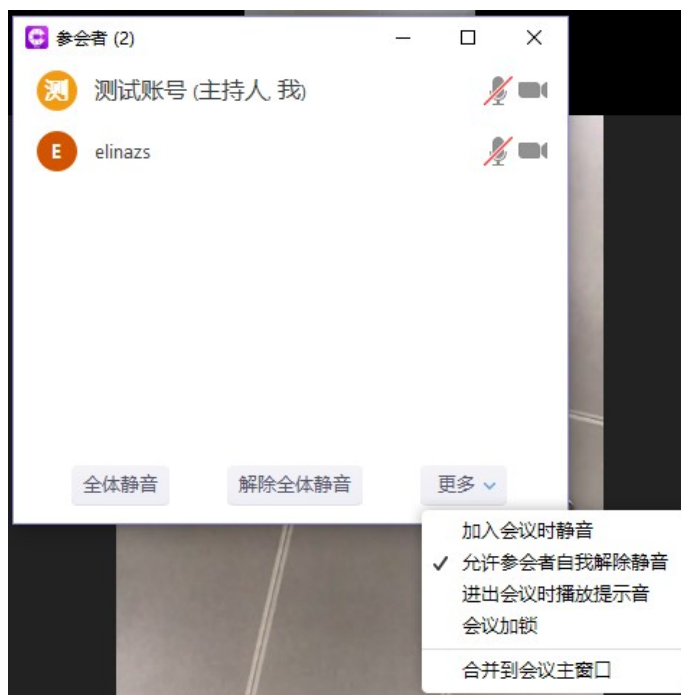 参会者 (2)
测 测试账号 (主持人, 我)
E elinazs
全体静音 解除全体静音 更多
加入会议时静音
✓ 允许参会者自我解除静音
进出会议时播放提示音
会议加锁
合并到会议主窗口